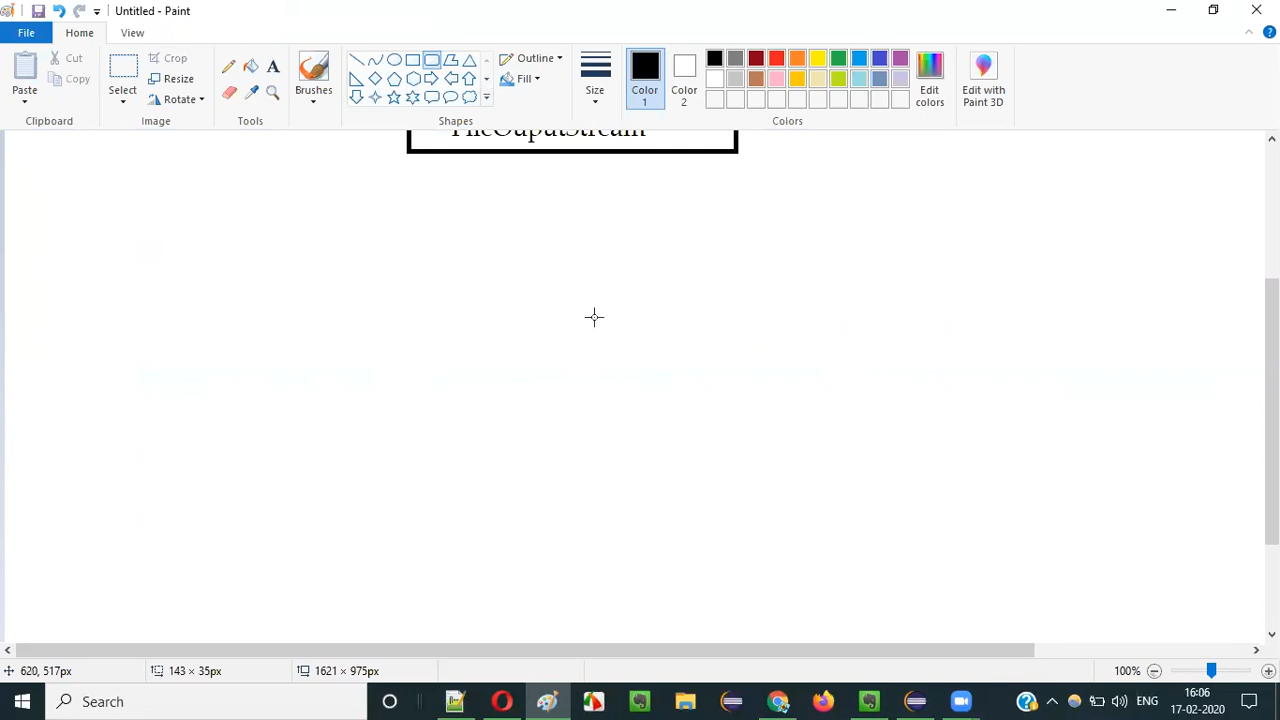 Untitled - Paint
File
Home
View
Paste
Cut
Copy
Clipboard
Select
Crop
Resize
Rotate
Image
Tools
Brushes
Shapes
Outline
Fill
Size
Color 1
Color 2
Edit colors
Edit with Paint 3D
Colors
FileOuputStream
620, 517px
143 × 35px
1621 × 975px
100%
Search
ENG
16:06
17-02-2020